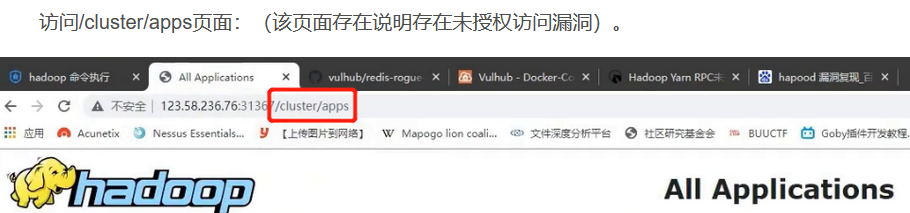 访问/cluster/apps页面：（该页面存在说明存在未授权访问漏洞）。
hadoop 命令执行 All Applications vulhub/redis-rogue Vulhub - Docker-Co Hadoop Yarn RPC未 hapood 漏洞复现_百
不安全 | 123.58.236.76:31367/cluster/apps
应用 Acunetix Nessus Essentials... 【上传图片到网络】 Mapogo lion coali... 文件深度分析平台 社区研究基金会 BUUCTF Goby插件开发教程.
hadoop All Applications